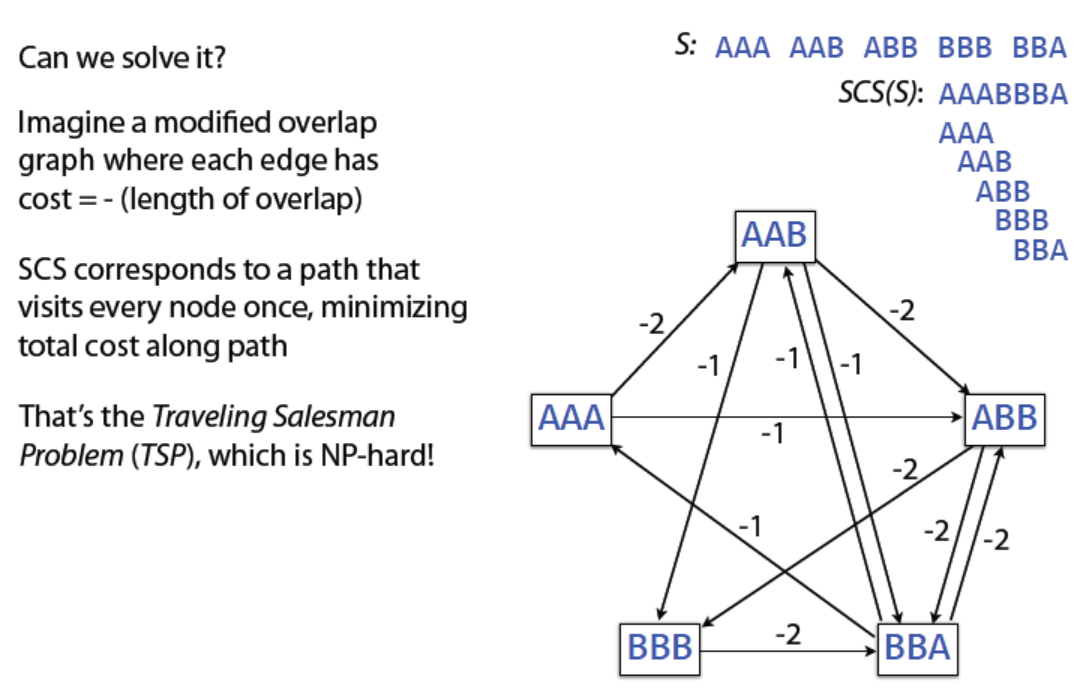 Can we solve it?
Imagine a modified overlap
graph where each edge has
cost = - (length of overlap)
SCS corresponds to a path that
visits every node once, minimizing
total cost along path
That's the Traveling Salesman
Problem (TSP), which is NP-hard!
S: AAA AAB ABB BBB BBA
SCS(S): AAABBBA
AAA
AAB
ABB
BBB
BBA
AAB
-2
-2
-1
-1
-1
AAA
ABB
-1
-2
-1
-2
-2
BBB
-2
BBA